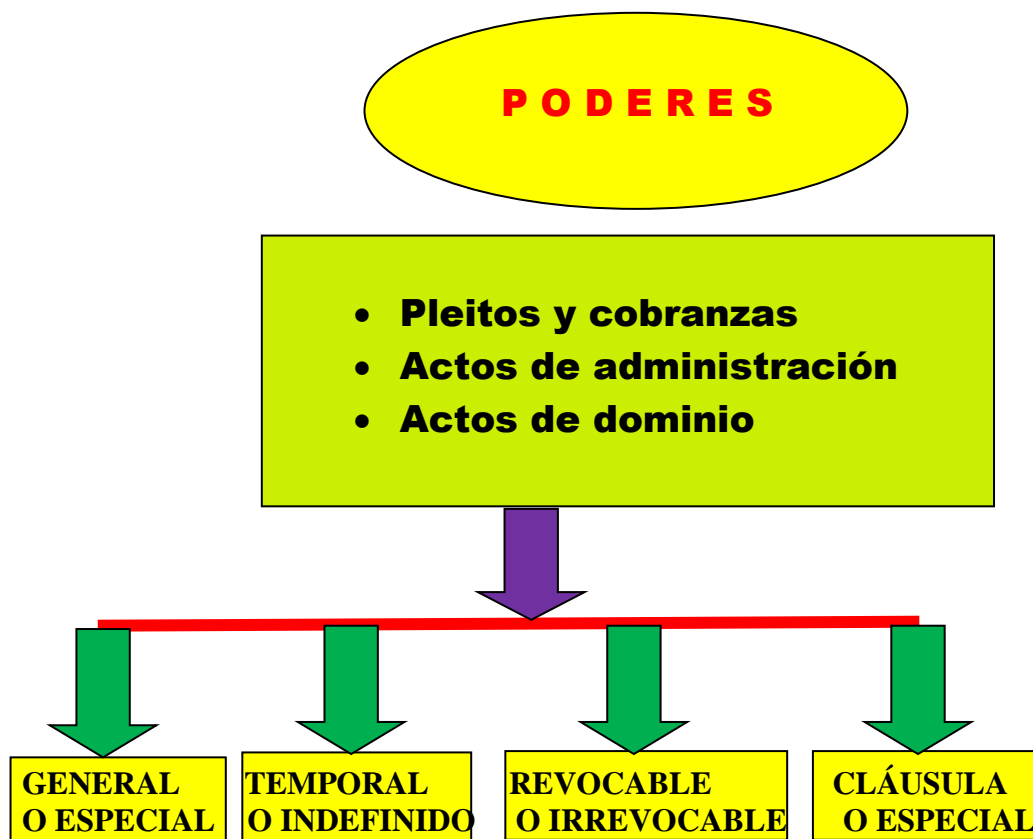 P O D E R E S
• Pleitos y cobranzas
• Actos de administración
• Actos de dominio
GENERAL
O ESPECIAL
TEMPORAL
O INDEFINIDO
REVOCABLE
O IRREVOCABLE
CLÁUSULA
O ESPECIAL